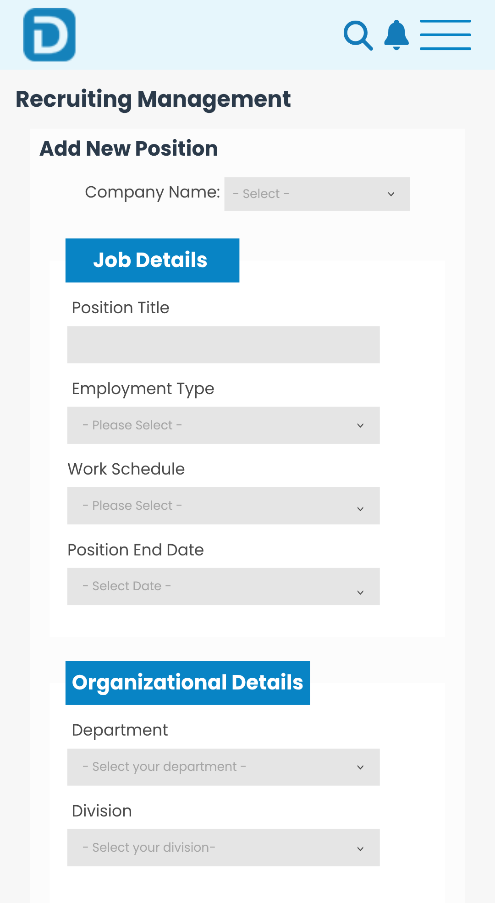 D
Recruiting Management
Add New Position
Company Name: - Select -
Job Details
Position Title
Employment Type
- Please Select -
Work Schedule
- Please Select -
Position End Date
- Select Date -
Organizational Details
Department
- Select your department -
Division
- Select your division-